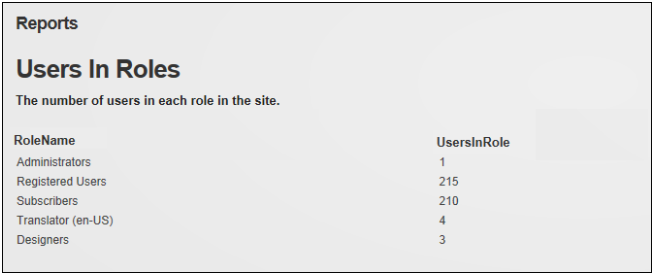 Reports
Users In Roles
The number of users in each role in the site.
RoleName UsersInRole
Administrators 1
Registered Users 215
Subscribers 210
Translator (en-US) 4
Designers 3